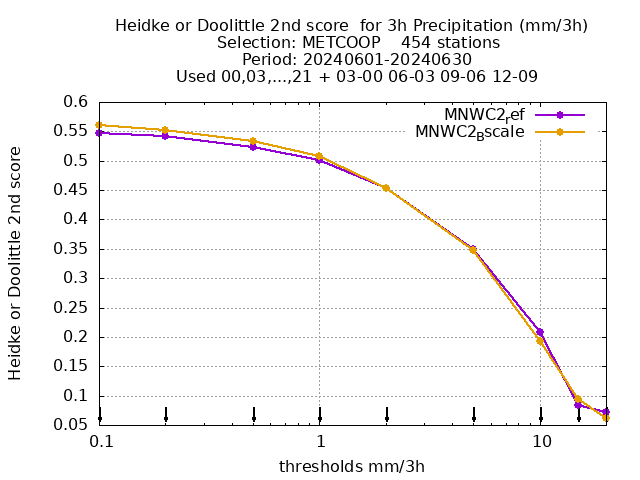 Heidke or Doolittle 2nd score  for 3h Precipitation (mm/3h)
Selection: METCOOP    454 stations
Period: 20240601-20240630
Used 00,03,...,21 + 03-00 06-03 09-06 12-09
MNWC2ref
MNWC2Bscale
Heidke or Doolittle 2nd score
0.6
0.55
0.5
0.45
0.4
0.35
0.3
0.25
0.2
0.15
0.1
0.05
0.1 1 10
thresholds mm/3h